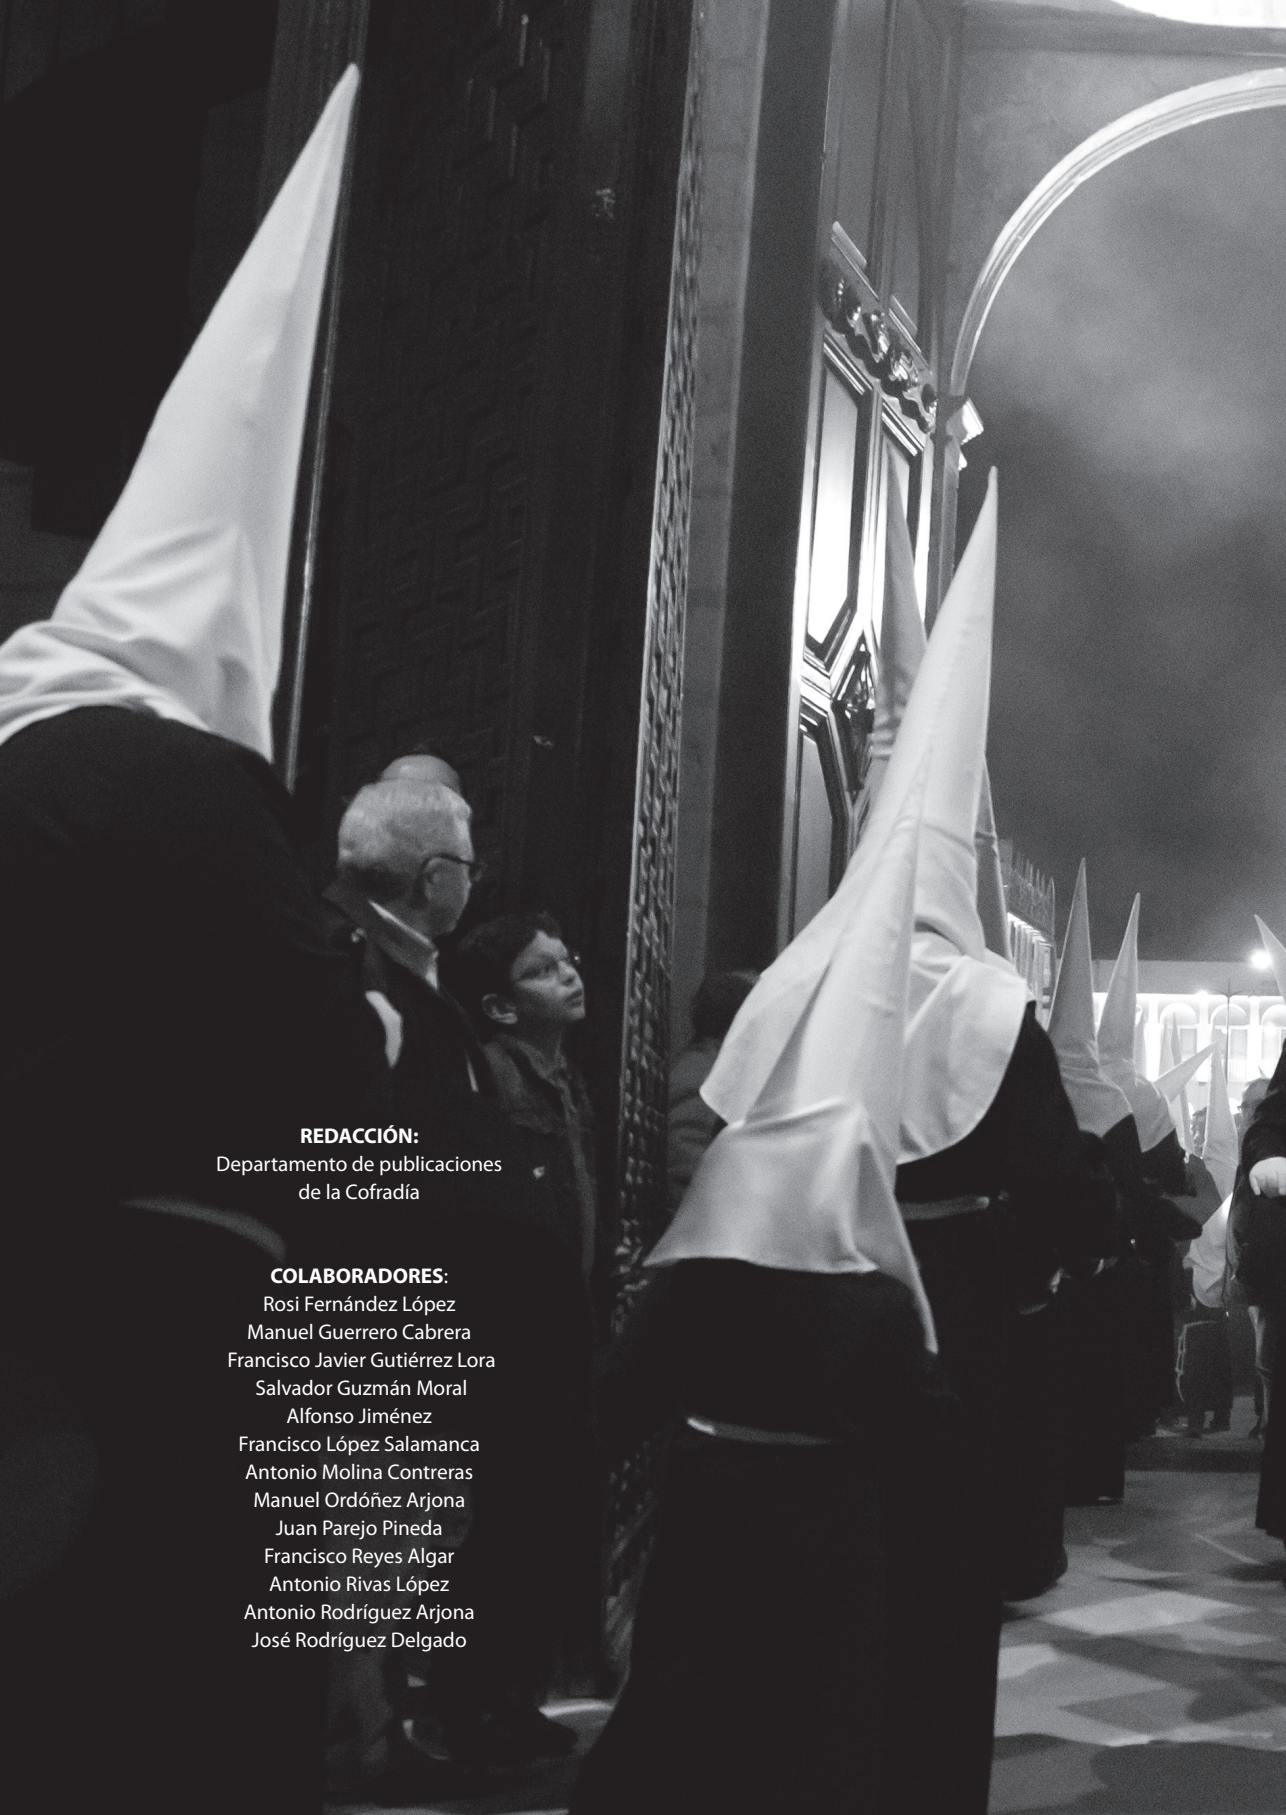 REDACCIÓN:
Departamento de publicaciones
de la Cofradía
COLABORADORES:
Rosi Fernández López
Manuel Guerrero Cabrera
Francisco Javier Gutiérrez Lora
Salvador Guzmán Moral
Alfonso Jiménez
Francisco López Salamanca
Antonio Molina Contreras
Manuel Ordóñez Arjona
Juan Parejo Pineda
Francisco Reyes Algar
Antonio Rivas López
Antonio Rodríguez Arjona
José Rodríguez Delgado